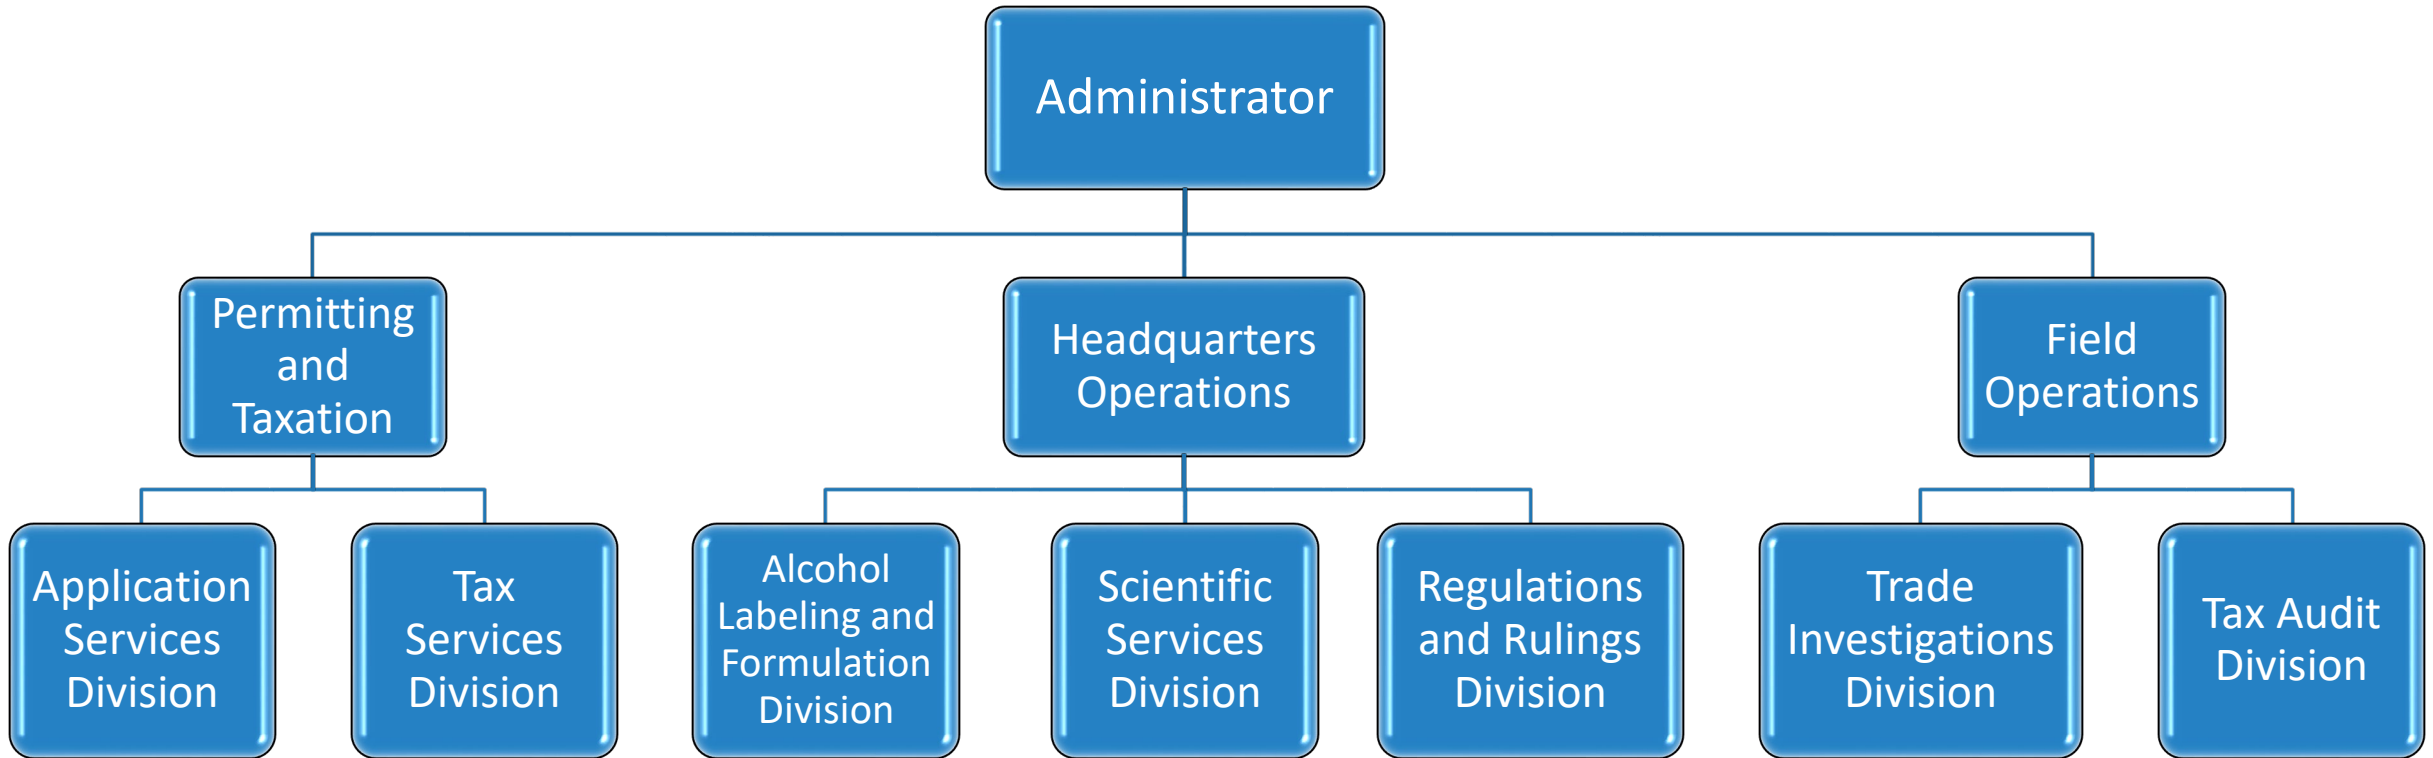 Administrator
Permitting
and
Taxation
Headquarters
Operations
Field
Operations
Application
Services
Division
Tax
Services
Division
Alcohol
Labeling and
Formulation
Division
Scientific
Services
Division
Regulations
and Rulings
Division
Trade
Investigations
Division
Tax Audit
Division